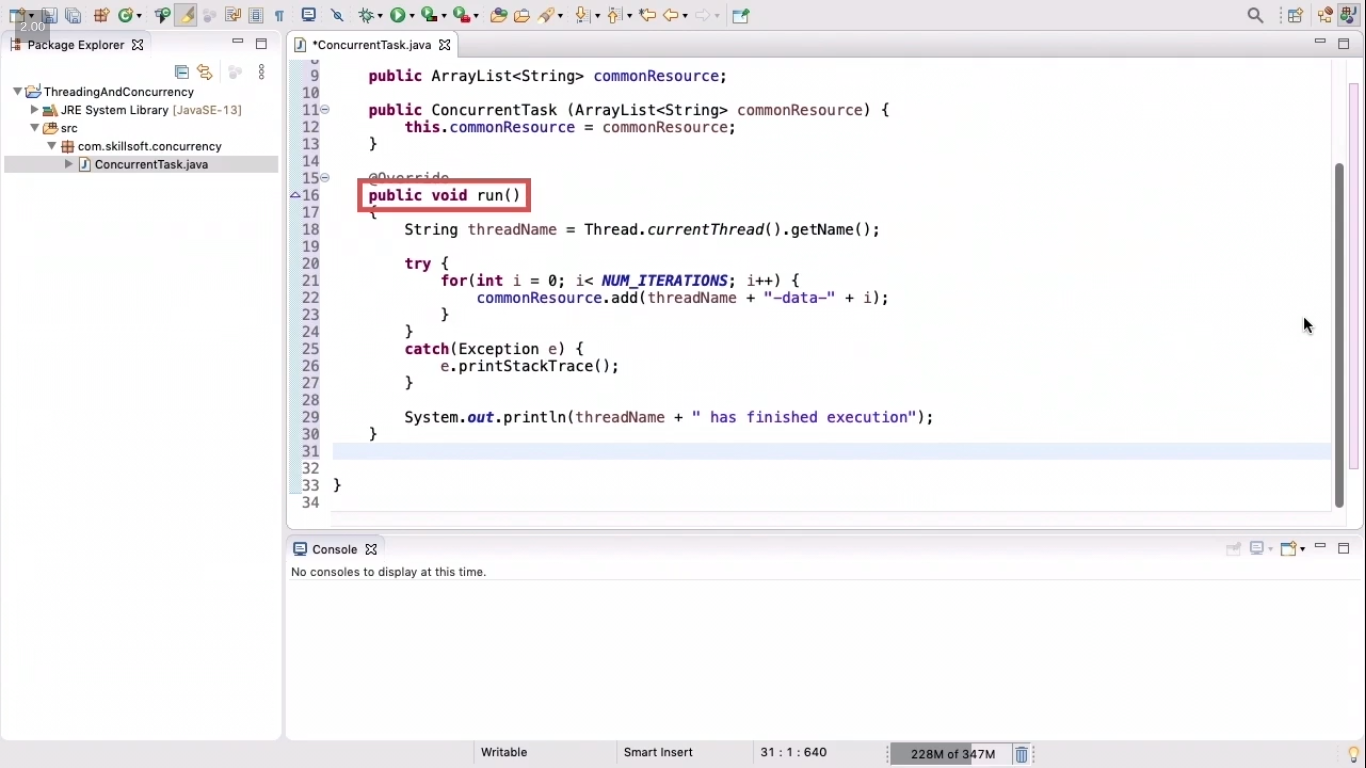 2.00
Package Explorer
ThreadingAndConcurrency
JRE System Library [JavaSE-13]
src
com.skillsoft.concurrency
ConcurrentTask.java
*ConcurrentTask.java
8
9 public ArrayList<String> commonResource;
10
11 public ConcurrentTask (ArrayList<String> commonResource) {
12 this.commonResource = commonResource;
13 }
14
15 @Override
16 public void run()
17 {
18 String threadName = Thread.currentThread().getName();
19
20 try {
21 for(int i = 0; i< NUM_ITERATIONS; i++) {
22 commonResource.add(threadName + "-data-" + i);
23 }
24 }
25 catch(Exception e) {
26 e.printStackTrace();
27 }
28
29 System.out.println(threadName + " has finished execution");
30 }
31
32
33 }
34
Console
No consoles to display at this time.
Writable
Smart Insert
31 : 1 : 640
228M of 347M